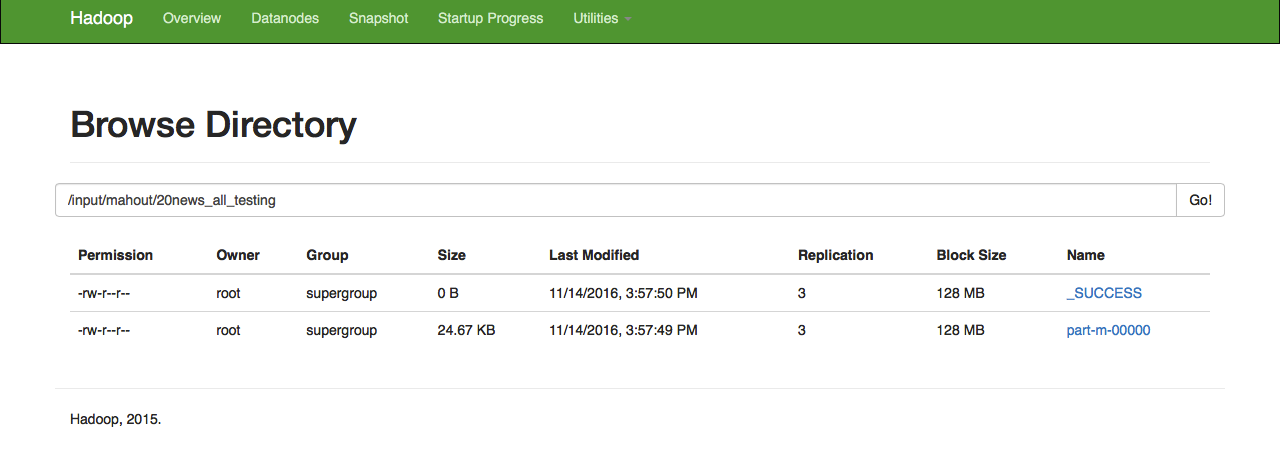 Hadoop Overview Datanodes Snapshot Startup Progress Utilities
Browse Directory
/input/mahout/20news_all_testing Go!
Permission Owner Group Size Last Modified Replication Block Size Name
-rw-r--r-- root supergroup 0 B 11/14/2016, 3:57:50 PM 3 128 MB _SUCCESS
-rw-r--r-- root supergroup 24.67 KB 11/14/2016, 3:57:49 PM 3 128 MB part-m-00000
Hadoop, 2015.